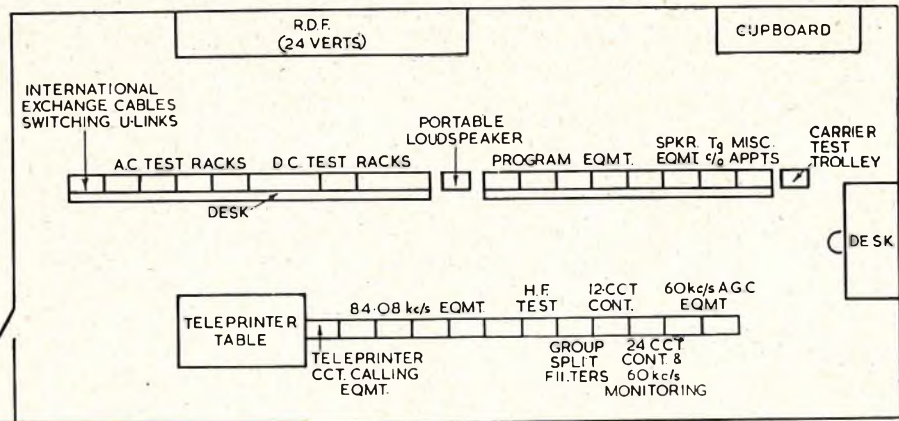 R.D.F.
(24 VERTS)
CUPBOARD
INTERNATIONAL
EXCHANGE CABLES
SWITCHING U-LINKS
A.C TEST RACKS
D.C. TEST RACKS
PORTABLE
LOUDSPEAKER
PROGRAM EQMT.
SPKR. Tg MISC.
EQMT. c/o APPTS
CARRIER
TEST
TROLLEY
DESK
DESK
TELEPRINTER
TABLE
84·08 kc/s EQMT.
H.F.
TEST
12-CCT
CONT.
60kc/s A.G.C
EQMT
TELEPRINTER
CCT. CALLING
EQMT.
GROUP
SPLIT
FILTERS
24 CCT
CONT. &
60 kc/s
MONITORING